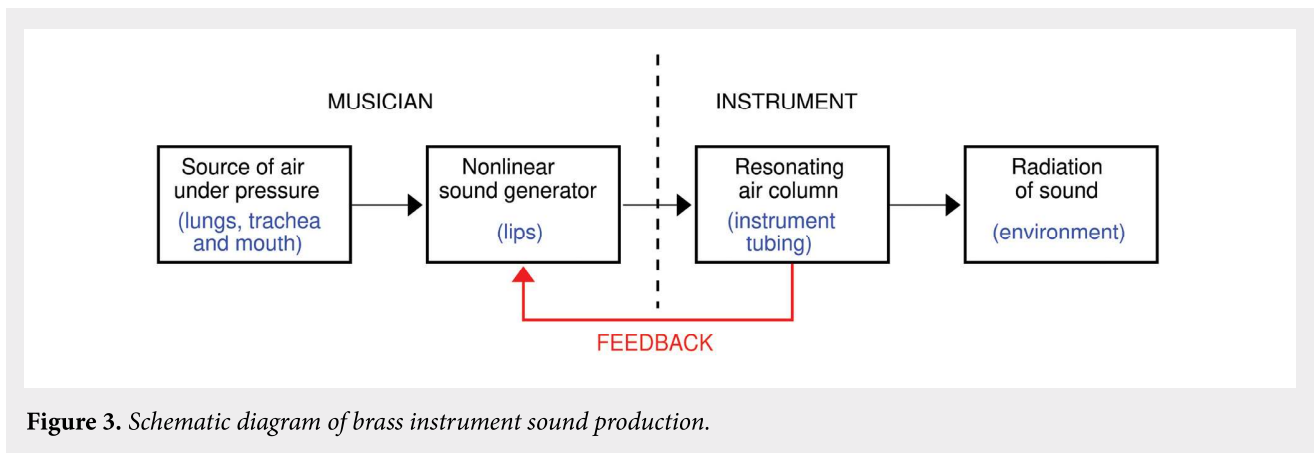 MUSICIAN
INSTRUMENT
Source of air
under pressure
(lungs, trachea
and mouth)
Nonlinear
sound generator
(lips)
Resonating
air column
(instrument
tubing)
Radiation
of sound
(environment)
FEEDBACK
Figure 3. Schematic diagram of brass instrument sound production.